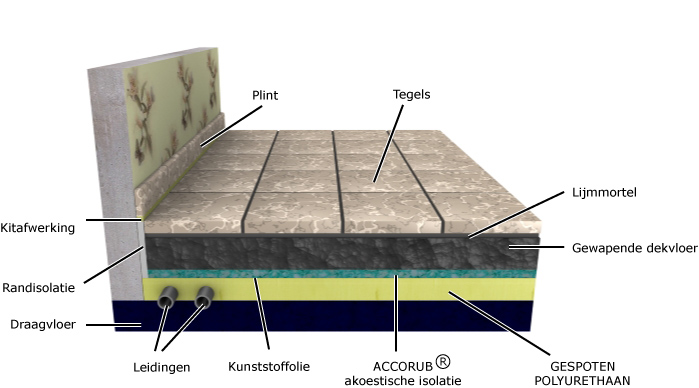 Plint
Tegels
Lijmmortel
Kitafwerking
Gewapende dekvloer
Randisolatie
Draagvloer
Leidingen
Kunststoffolie
ACCORUB®
akoestische isolatie
GESPOTEN
POLYURETHAAN